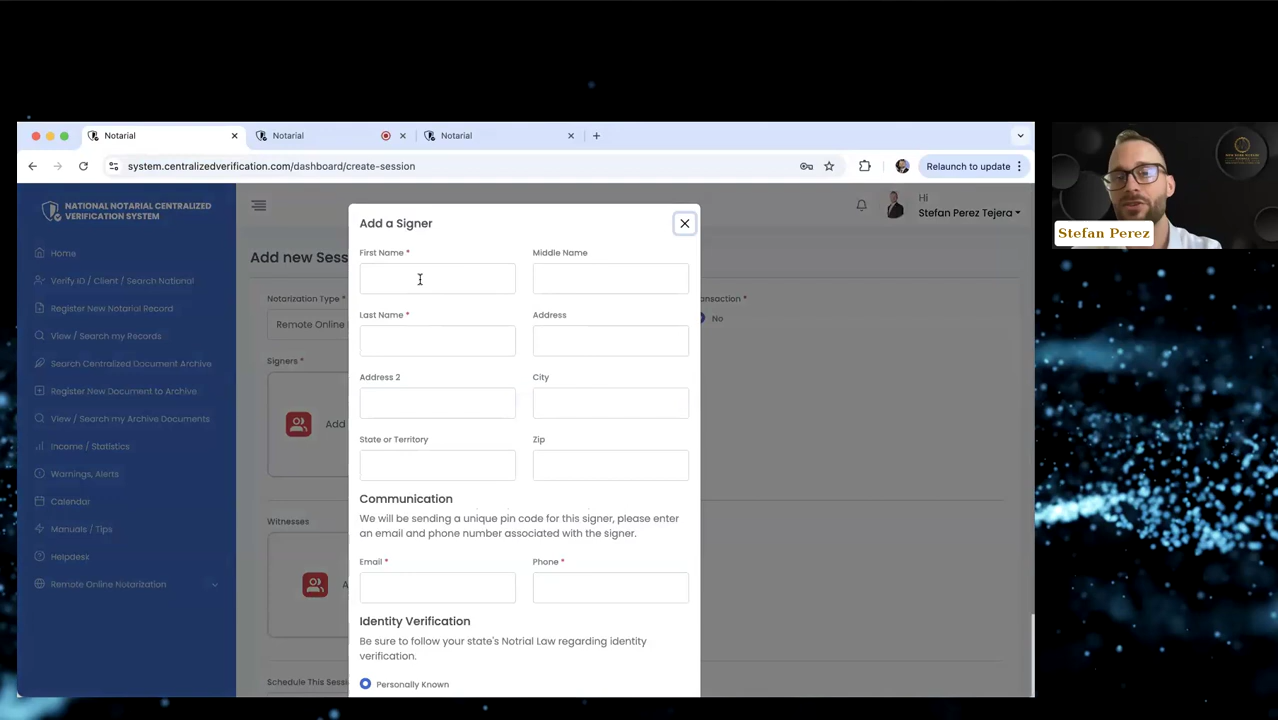 Notarial
Notarial
Notarial
system.centralizedverification.com/dashboard/create-session
Relaunch to update
NATIONAL NOTARIAL CENTRALIZED
VERIFICATION SYSTEM
Hi
Stefan Perez Tejera
Home
Verify ID / Client / Search National
Register New Notarial Record
View / Search my Records
Search Centralized Document Archive
Register New Document to Archive
View / Search my Archive Documents
Income / Statistics
Warnings, Alerts
Calendar
Manuals / Tips
Helpdesk
Remote Online Notarization
Add new Sess
Notarization Type *
Remote Online
ansaction *
No
Signers *
Add
Witnesses
A
Schedule This Sessi
Add a Signer
First Name *
Middle Name
Last Name *
Address
Address 2
City
State or Territory
Zip
Communication
We will be sending a unique pin code for this signer, please enter
an email and phone number associated with the signer.
Email *
Phone *
Identity Verification
Be sure to follow your state's Notrial Law regarding identity
verification.
Personally Known
Stefan Perez